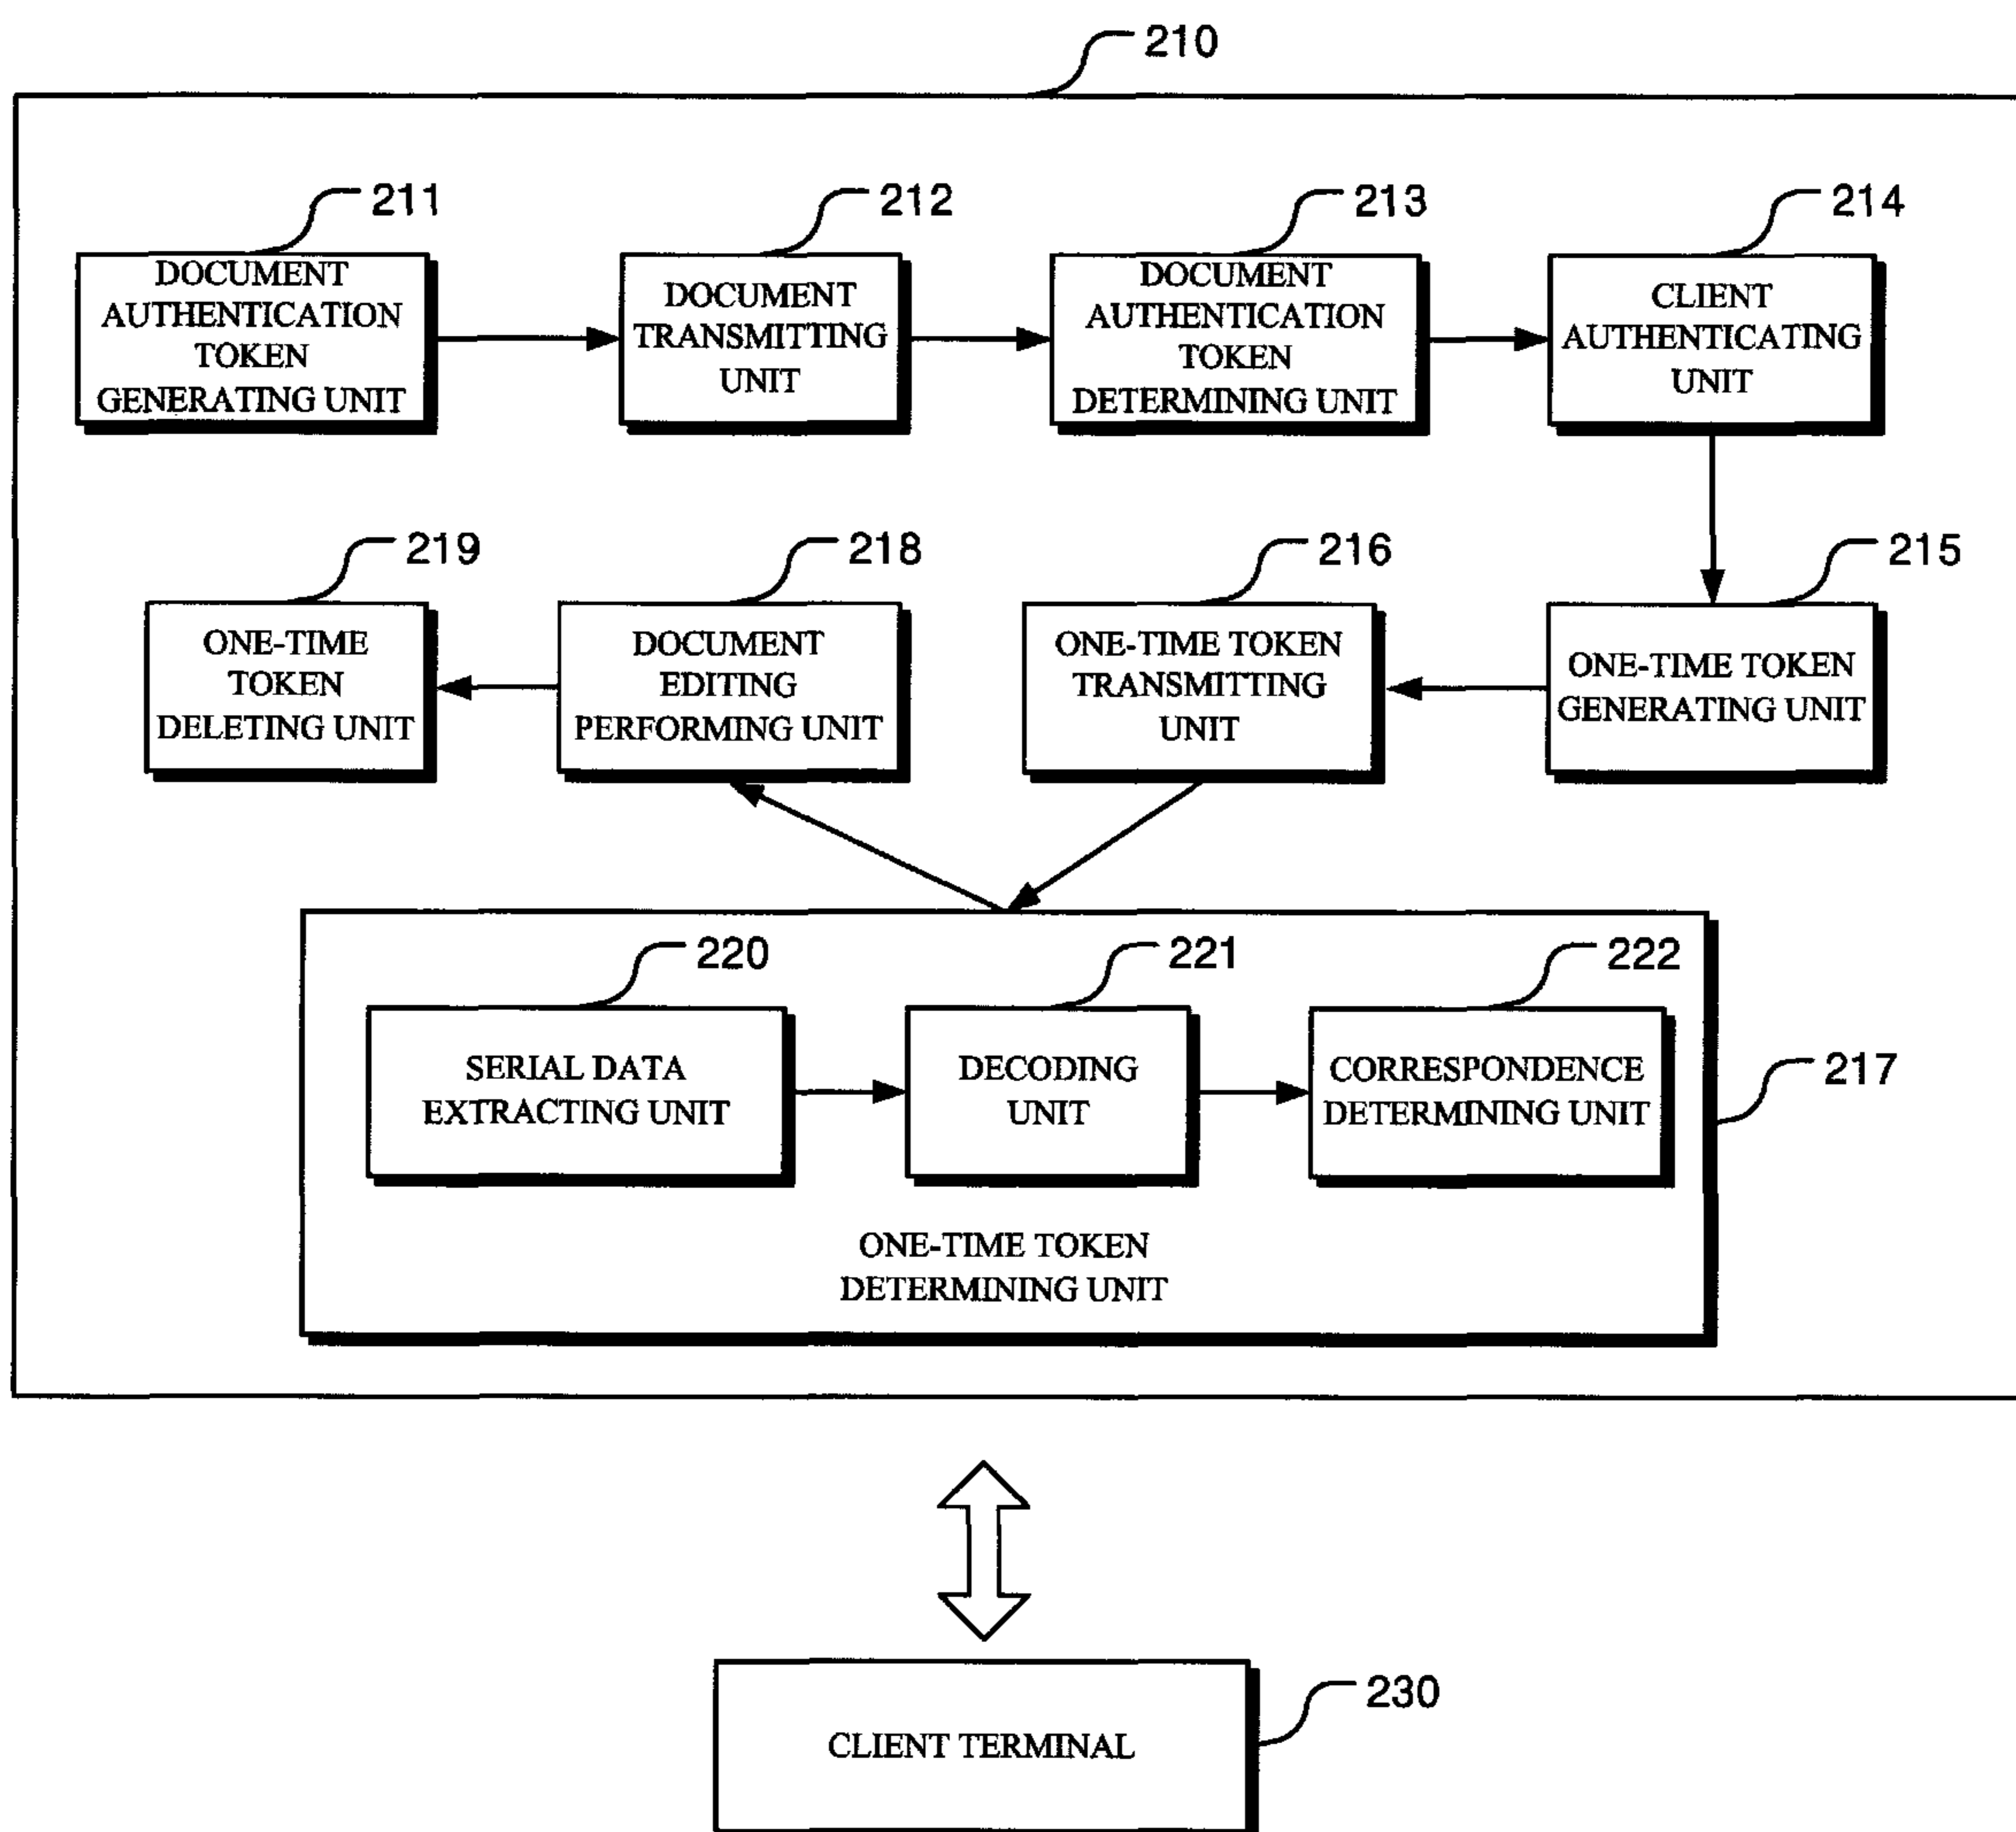 210
211
DOCUMENT
AUTHENTICATION
TOKEN
GENERATING UNIT
212
DOCUMENT
TRANSMITTING
UNIT
213
DOCUMENT
AUTHENTICATION
TOKEN
DETERMINING UNIT
214
CLIENT
AUTHENTICATING
UNIT
219
ONE-TIME
TOKEN
DELETING UNIT
218
DOCUMENT
EDITING
PERFORMING UNIT
216
ONE-TIME TOKEN
TRANSMITTING
UNIT
215
ONE-TIME TOKEN
GENERATING UNIT
220
SERIAL DATA
EXTRACTING UNIT
221
DECODING
UNIT
222
CORRESPONDENCE
DETERMINING UNIT
217
ONE-TIME TOKEN
DETERMINING UNIT
230
CLIENT TERMINAL